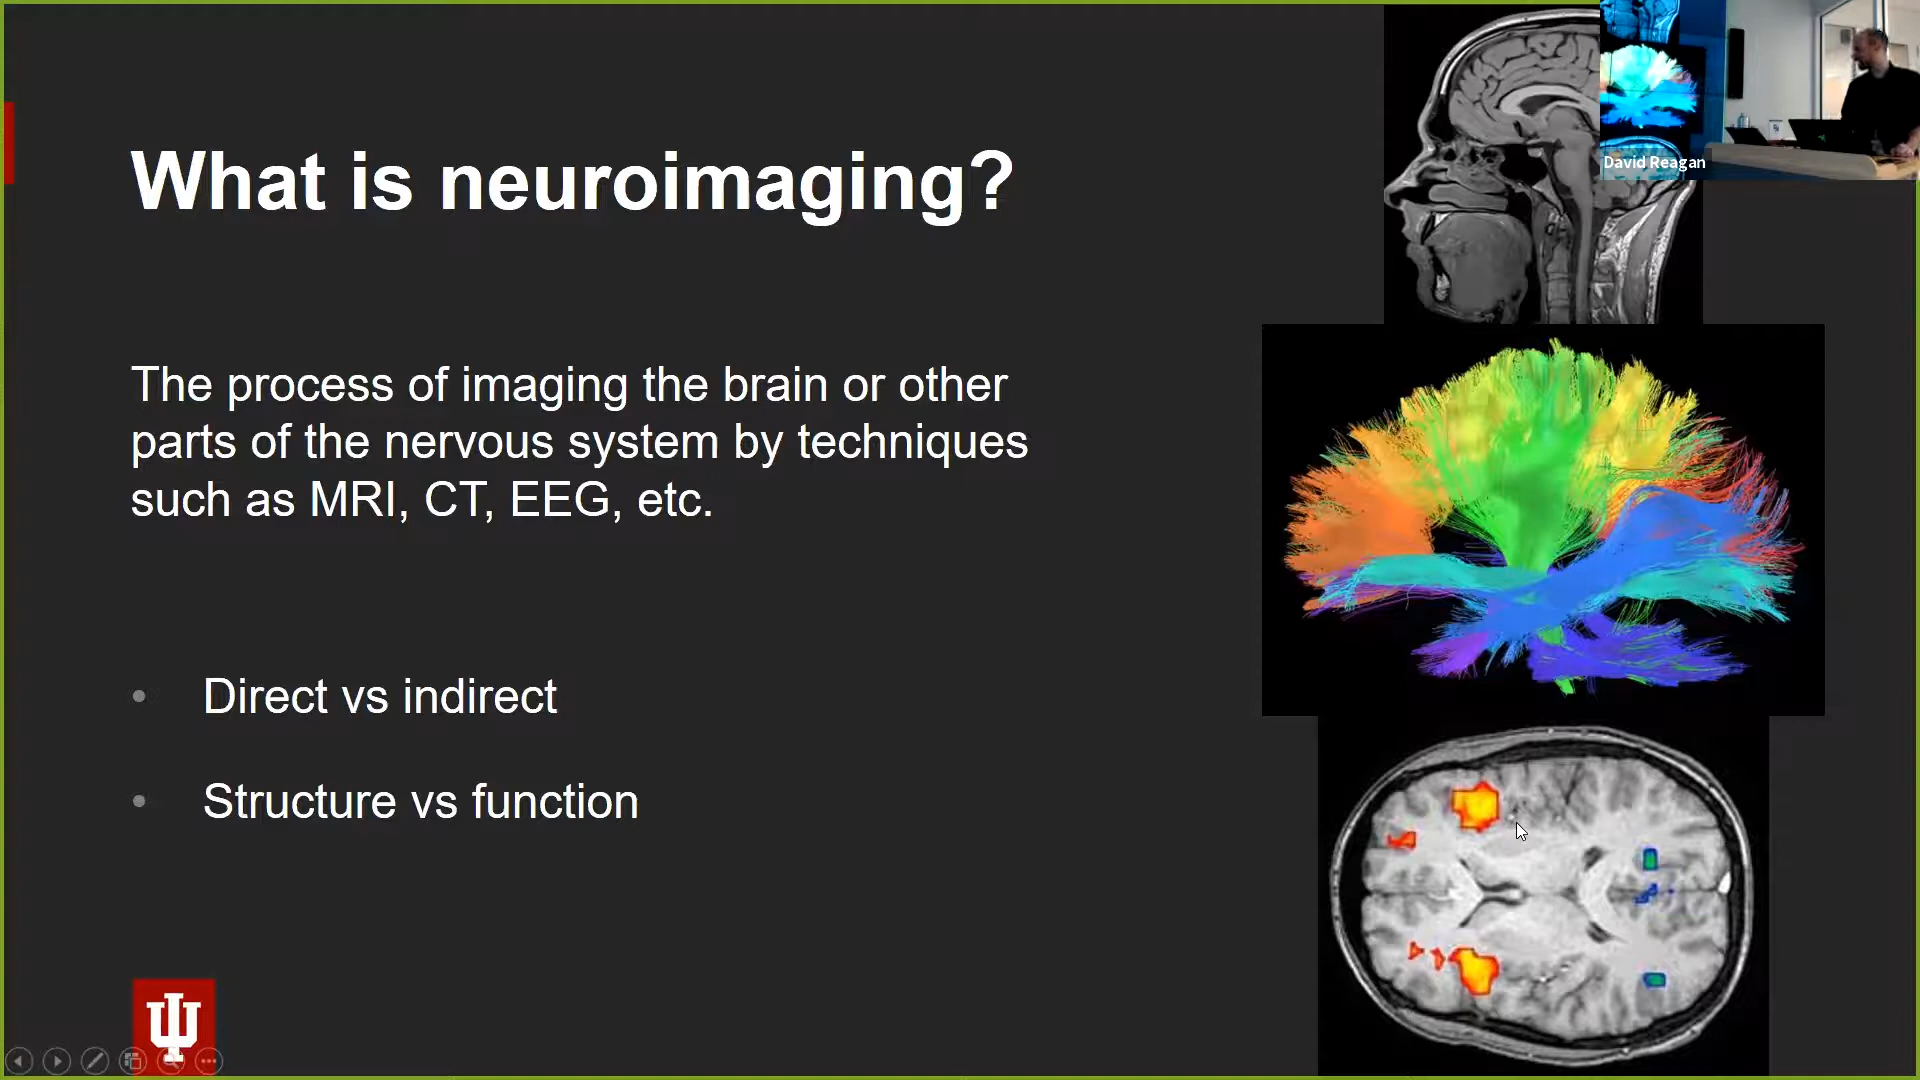 What is neuroimaging?
David Reagan
The process of imaging the brain or other
parts of the nervous system by techniques
such as MRI, CT, EEG, etc.
• Direct vs indirect
• Structure vs function